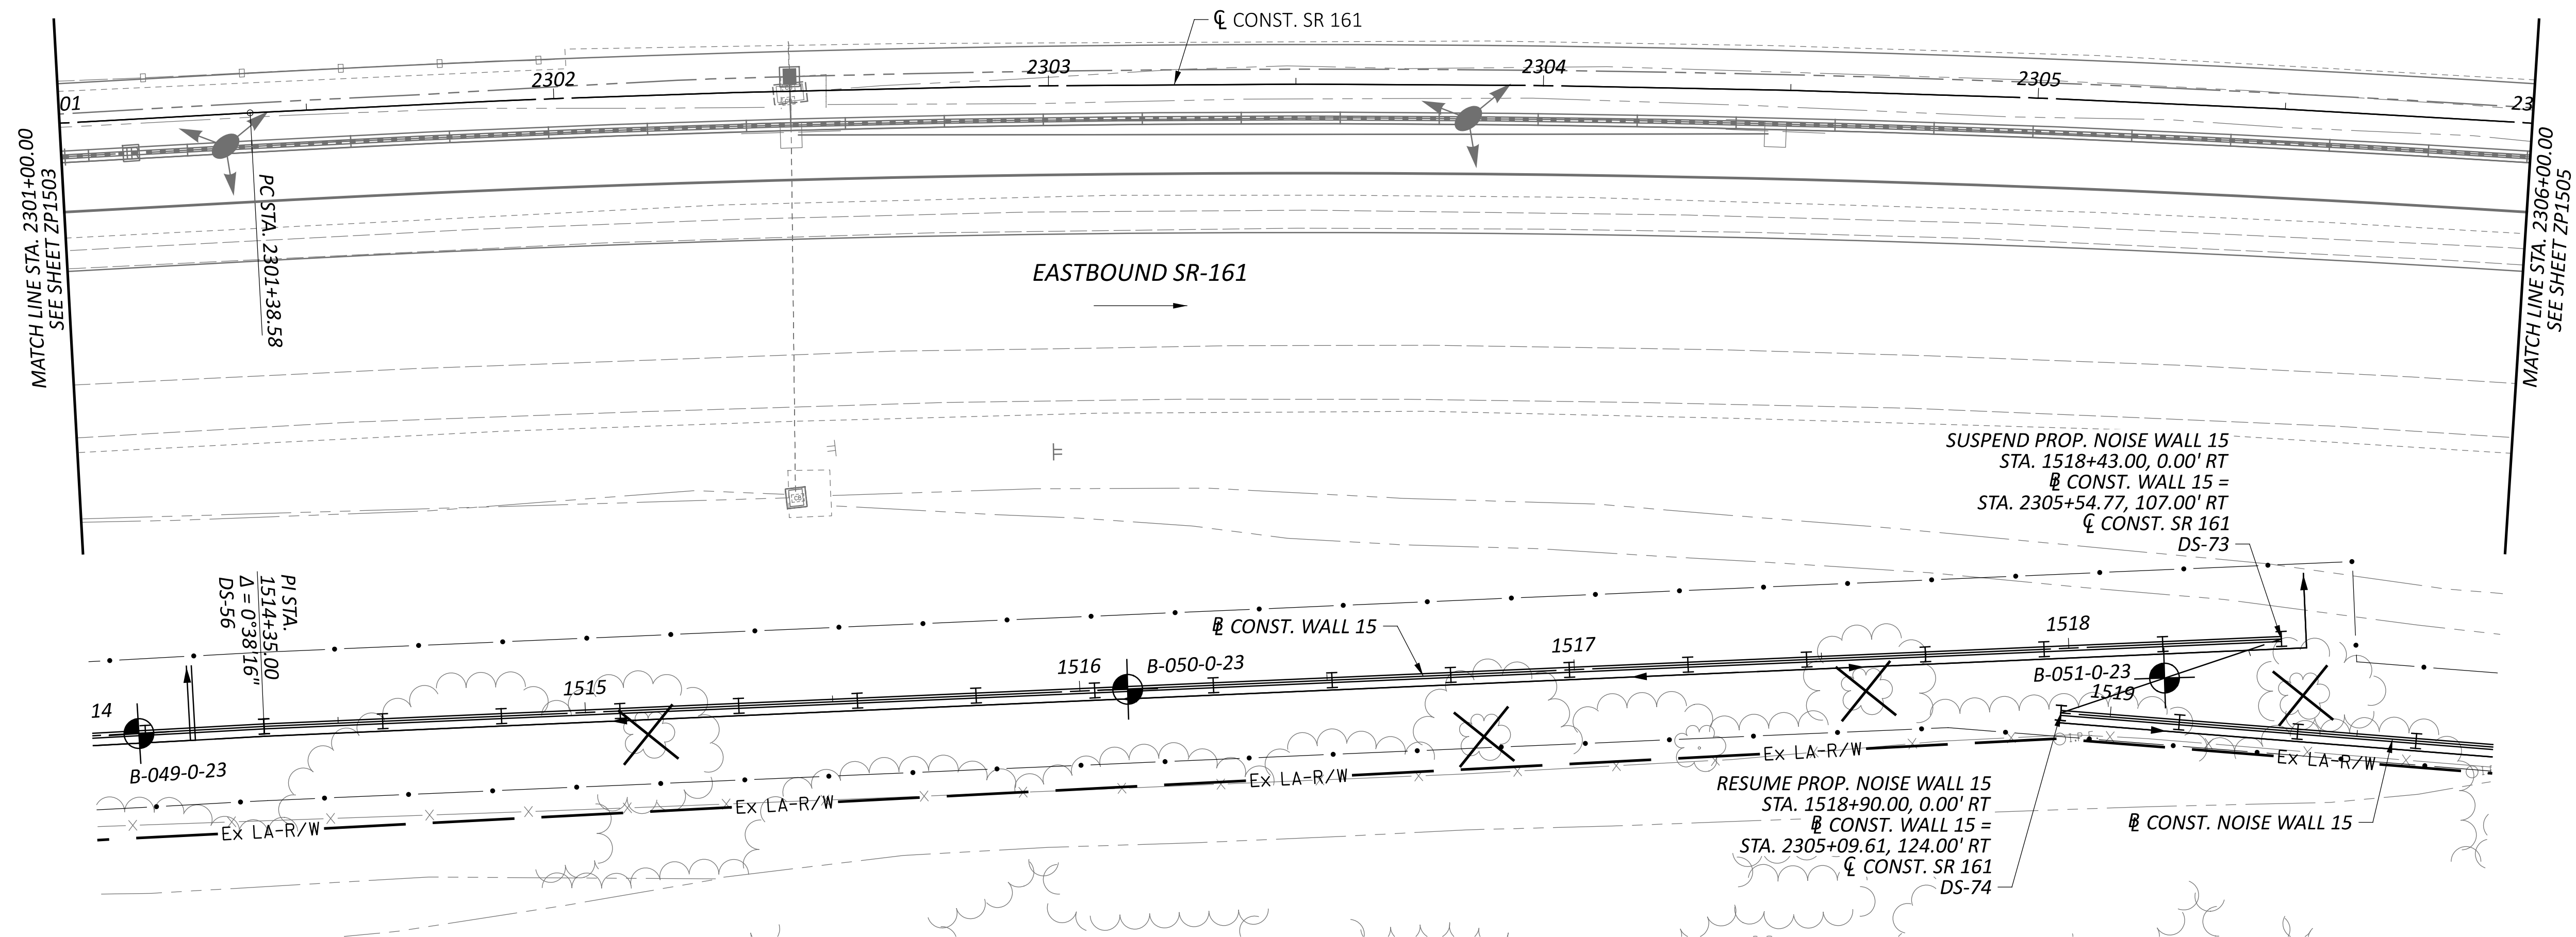 ℄ CONST. SR 161
01
2302
2303
2304
2305
23
MATCH LINE STA. 2301+00.00
SEE SHEET ZP1503
PC STA. 2301+38.58
MATCH LINE STA. 2306+00.00
SEE SHEET ZP1505
EASTBOUND SR-161
SUSPEND PROP. NOISE WALL 15
STA. 1518+43.00, 0.00' RT
BL CONST. WALL 15 =
STA. 2305+54.77, 107.00' RT
℄ CONST. SR 161
DS-73
PI STA.
1514+35.00
Δ = 0°38'16"
DS-56
BL CONST. WALL 15
14
1515
1516
1517
1518
1519
B-049-0-23
B-050-0-23
B-051-0-23
I.P.F.
Ex LA-R/W
Ex LA-R/W
Ex LA-R/W
Ex LA-R/W
Ex LA-R/W
RESUME PROP. NOISE WALL 15
STA. 1518+90.00, 0.00' RT
BL CONST. WALL 15 =
STA. 2305+09.61, 124.00' RT
℄ CONST. SR 161
DS-74
BL CONST. NOISE WALL 15